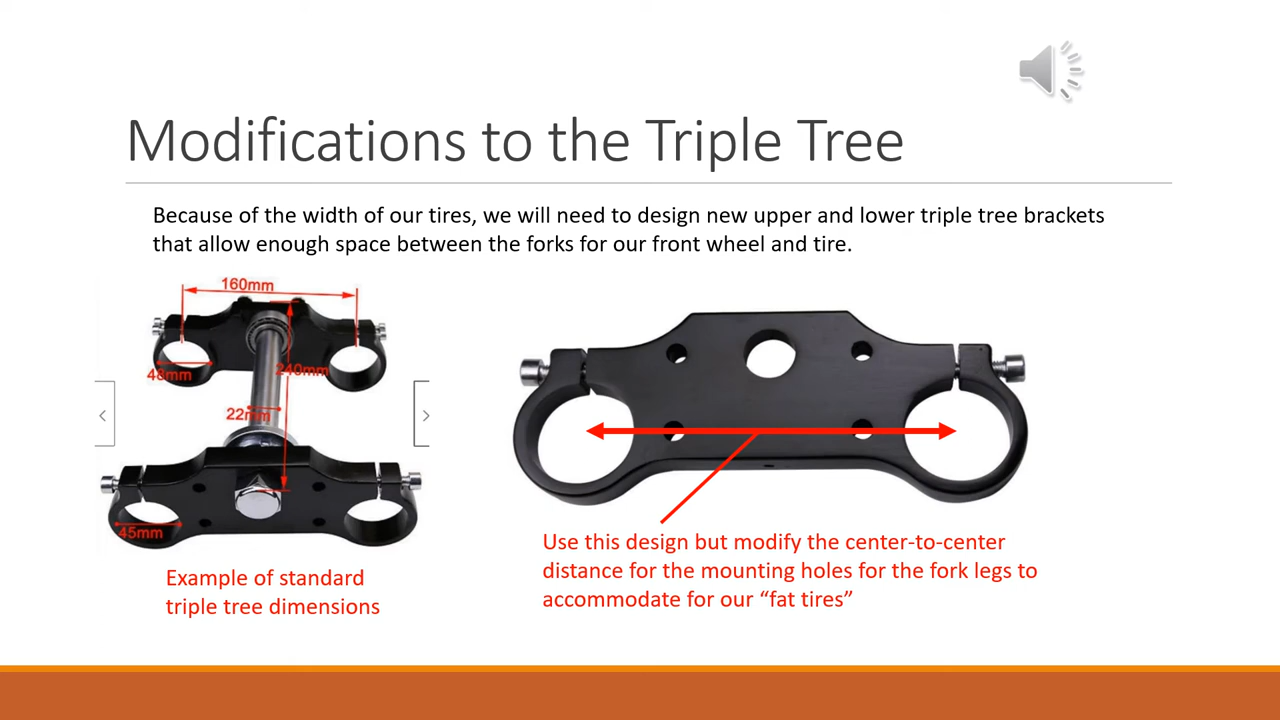 Modifications to the Triple Tree
Because of the width of our tires, we will need to design new upper and lower triple tree brackets
that allow enough space between the forks for our front wheel and tire.
160mm
48mm
240mm
22mm
45mm
Example of standard
triple tree dimensions
Use this design but modify the center-to-center
distance for the mounting holes for the fork legs to
accommodate for our “fat tires”